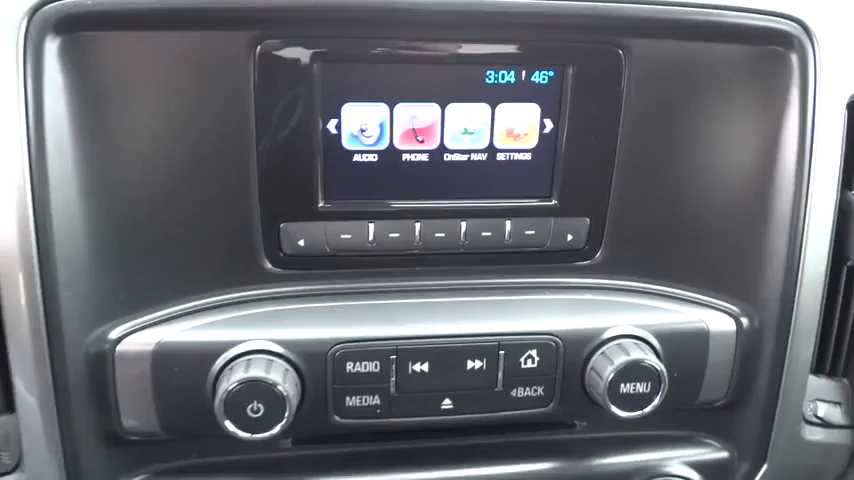 3:04 46°
AUDIO PHONE OnStar NAV SETTINGS
RADIO
MEDIA
BACK
MENU